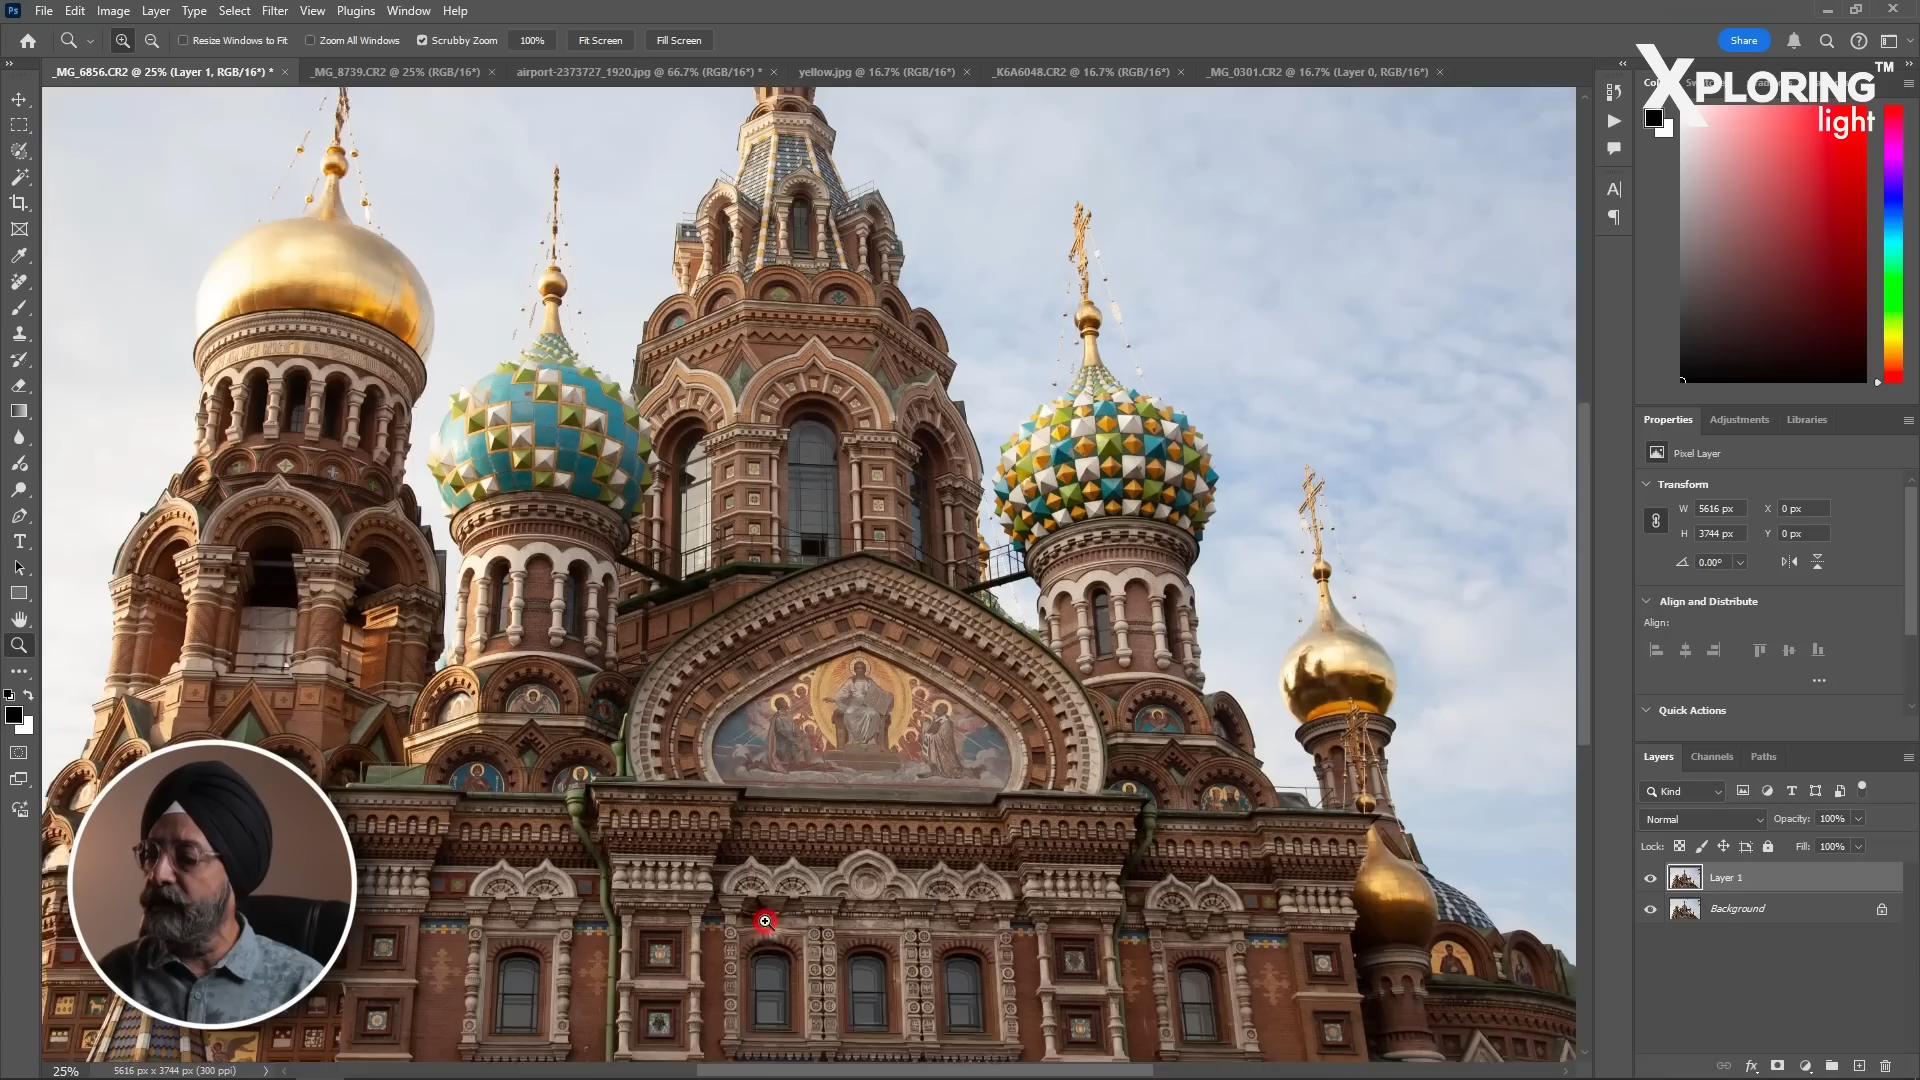 Ps File Edit Image Layer Type Select Filter View Plugins Window Help
Resize Windows to Fit Zoom All Windows Scrubby Zoom 100% Fit Screen Fill Screen Share
_MG_6856.CR2 @ 25% (Layer 1, RGB/16*) * _MG_8739.CR2 @ 25% (RGB/16*) airport-2373727_1920.jpg @ 66.7% (RGB/16*) * yellow.jpg @ 16.7% (RGB/16*) _K6A6048.CR2 @ 16.7% (RGB/16*) _MG_0301.CR2 @ 16.7% (Layer 0, RGB/16*)
XPLORING™
light
Properties Adjustments Libraries
Pixel Layer
Transform
W 5616 px X 0 px
H 3744 px Y 0 px
0.00°
Align and Distribute
Align:
Quick Actions
Layers Channels Paths
Kind
Normal Opacity: 100%
Lock: Fill: 100%
Layer 1
Background
25% 5616 px x 3744 px (300 ppi)